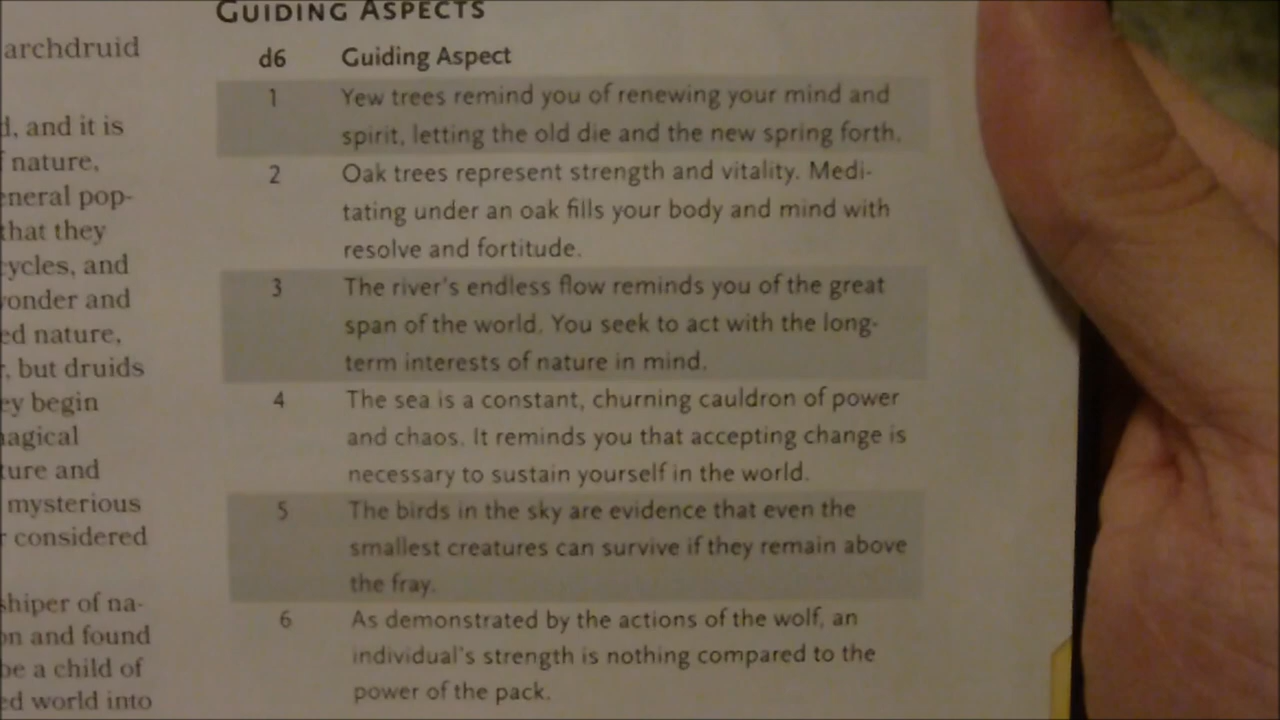 archdruid
d, and it is
f nature,
eneral pop-
that they
cycles, and
wonder and
ed nature,
r, but druids
ey begin
magical
ture and
mysterious
r considered
shiper of na-
on and found
be a child of
ed world into
GUIDING ASPECTS
d6 Guiding Aspect
1 Yew trees remind you of renewing your mind and
spirit, letting the old die and the new spring forth.
2 Oak trees represent strength and vitality. Medi-
tating under an oak fills your body and mind with
resolve and fortitude.
3 The river's endless flow reminds you of the great
span of the world. You seek to act with the long-
term interests of nature in mind.
4 The sea is a constant, churning cauldron of power
and chaos. It reminds you that accepting change is
necessary to sustain yourself in the world.
5 The birds in the sky are evidence that even the
smallest creatures can survive if they remain above
the fray.
6 As demonstrated by the actions of the wolf, an
individual's strength is nothing compared to the
power of the pack.